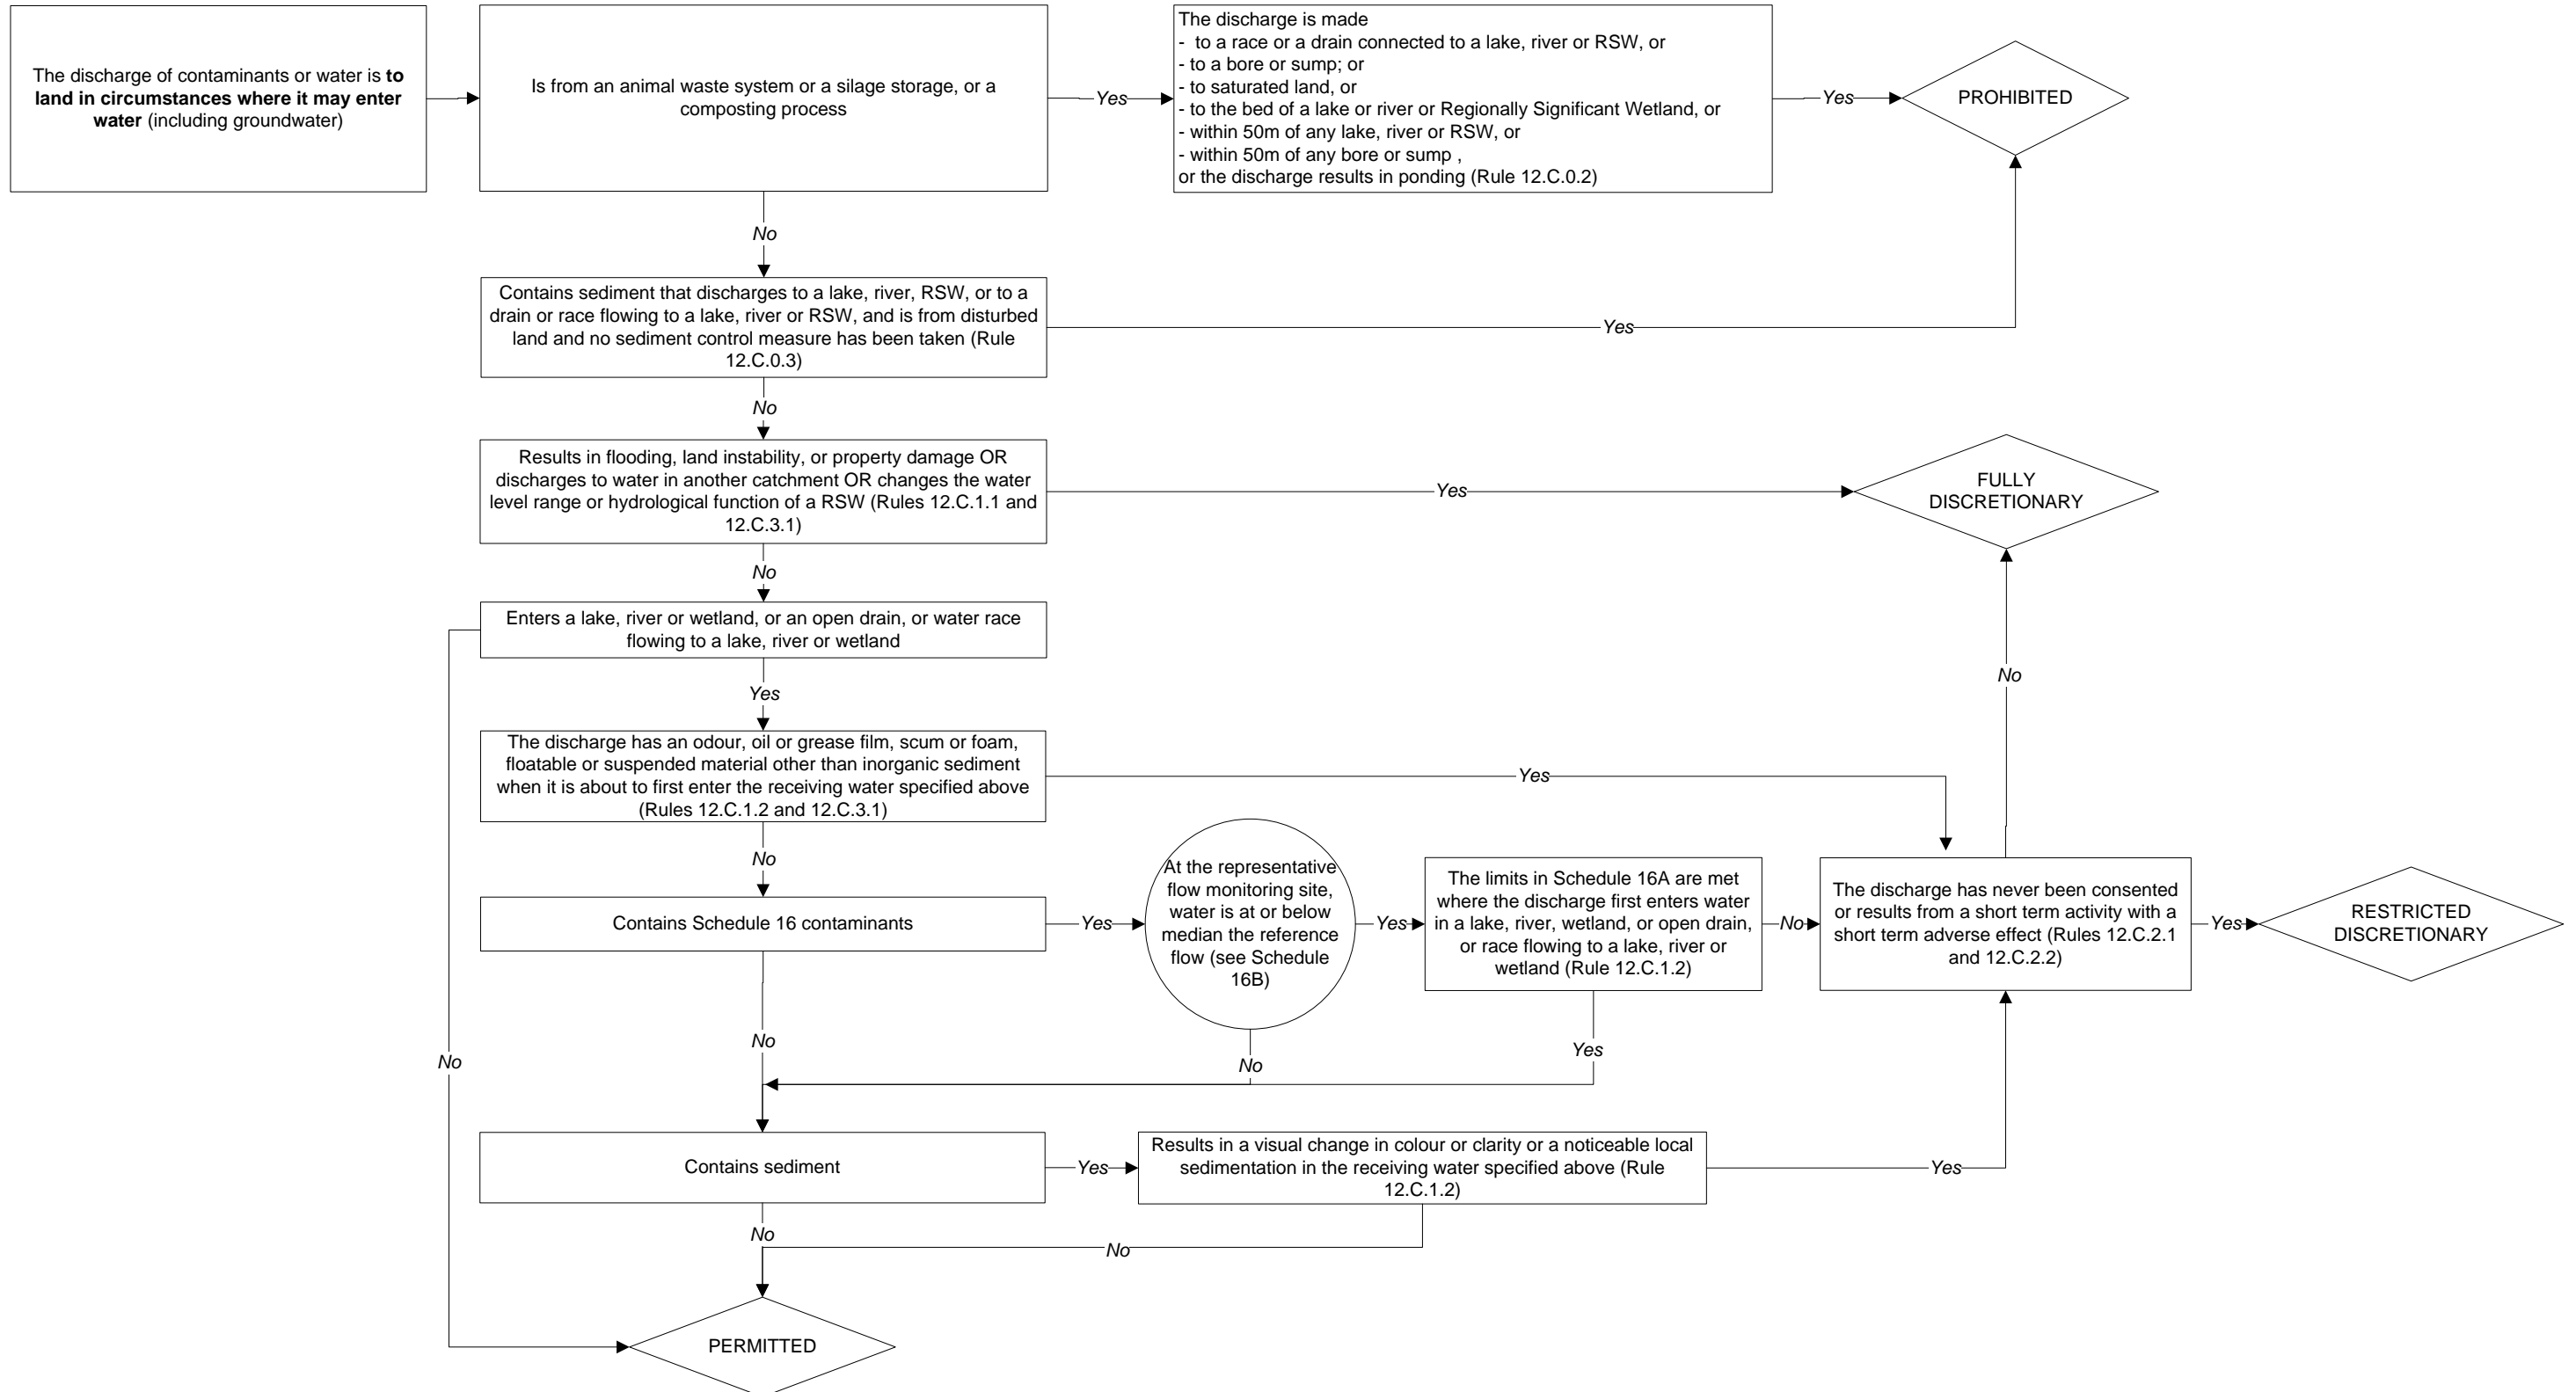 The discharge of contaminants or water is to
land in circumstances where it may enter
water (including groundwater)
Is from an animal waste system or a silage storage, or a
composting process
Yes
The discharge is made
-  to a race or a drain connected to a lake, river or RSW, or
- to a bore or sump; or
- to saturated land, or
- to the bed of a lake or river or Regionally Significant Wetland, or
- within 50m of any lake, river or RSW, or
- within 50m of any bore or sump ,
or the discharge results in ponding (Rule 12.C.0.2)
Yes
PROHIBITED
No
Contains sediment that discharges to a lake, river, RSW, or to a
drain or race flowing to a lake, river or RSW, and is from disturbed
land and no sediment control measure has been taken (Rule
12.C.0.3)
Yes
No
Results in flooding, land instability, or property damage OR
discharges to water in another catchment OR changes the water
level range or hydrological function of a RSW (Rules 12.C.1.1 and
12.C.3.1)
Yes
FULLY
DISCRETIONARY
No
Enters a lake, river or wetland, or an open drain, or water race
flowing to a lake, river or wetland
Yes
No
The discharge has an odour, oil or grease film, scum or foam,
floatable or suspended material other than inorganic sediment
when it is about to first enter the receiving water specified above
(Rules 12.C.1.2 and 12.C.3.1)
Yes
No
Contains Schedule 16 contaminants
Yes
At the representative
flow monitoring site,
water is at or below
median the reference
flow (see Schedule
16B)
Yes
The limits in Schedule 16A are met
where the discharge first enters water
in a lake, river, wetland, or open drain,
or race flowing to a lake, river or
wetland (Rule 12.C.1.2)
No
The discharge has never been consented
or results from a short term activity with a
short term adverse effect (Rules 12.C.2.1
and 12.C.2.2)
Yes
RESTRICTED
DISCRETIONARY
No
No
Yes
No
Contains sediment
Yes
Results in a visual change in colour or clarity or a noticeable local
sedimentation in the receiving water specified above (Rule
12.C.1.2)
Yes
No
No
PERMITTED